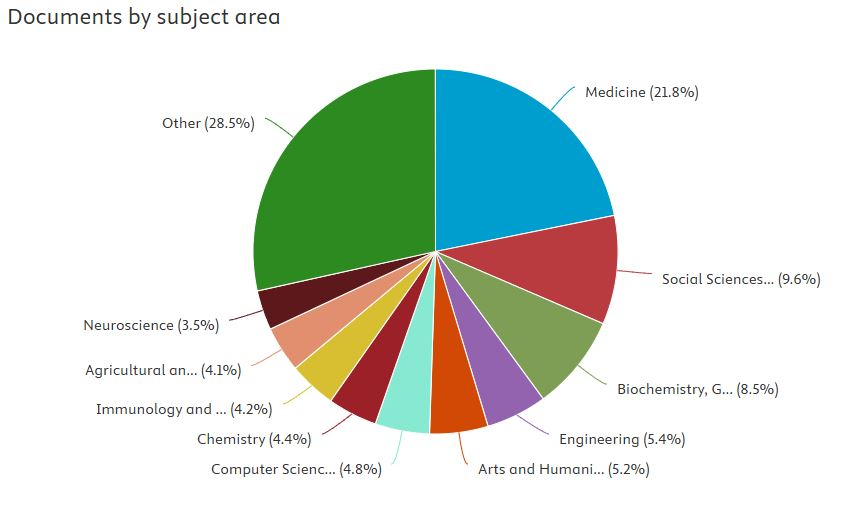 Documents by subject area
Medicine (21.8%)
Other (28.5%)
Social Sciences... (9.6%)
Neuroscience (3.5%)
Agricultural an... (4.1%)
Biochemistry, G... (8.5%)
Immunology and ... (4.2%)
Chemistry (4.4%)
Engineering (5.4%)
Computer Scienc... (4.8%)
Arts and Humani... (5.2%)